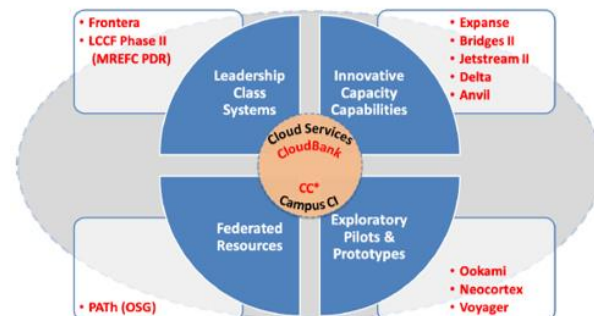 • Frontera
• LCCF Phase II
(MREFC PDR)
Leadership
Class
Systems
Innovative
Capacity
Capabilities
• Expanse
• Bridges II
• Jetstream II
• Delta
• Anvil
Cloud Services
CloudBank
CC*
Campus CI
Federated
Resources
Exploratory
Pilots &
Prototypes
• PATh (OSG)
• Ookami
• Neocortex
• Voyager